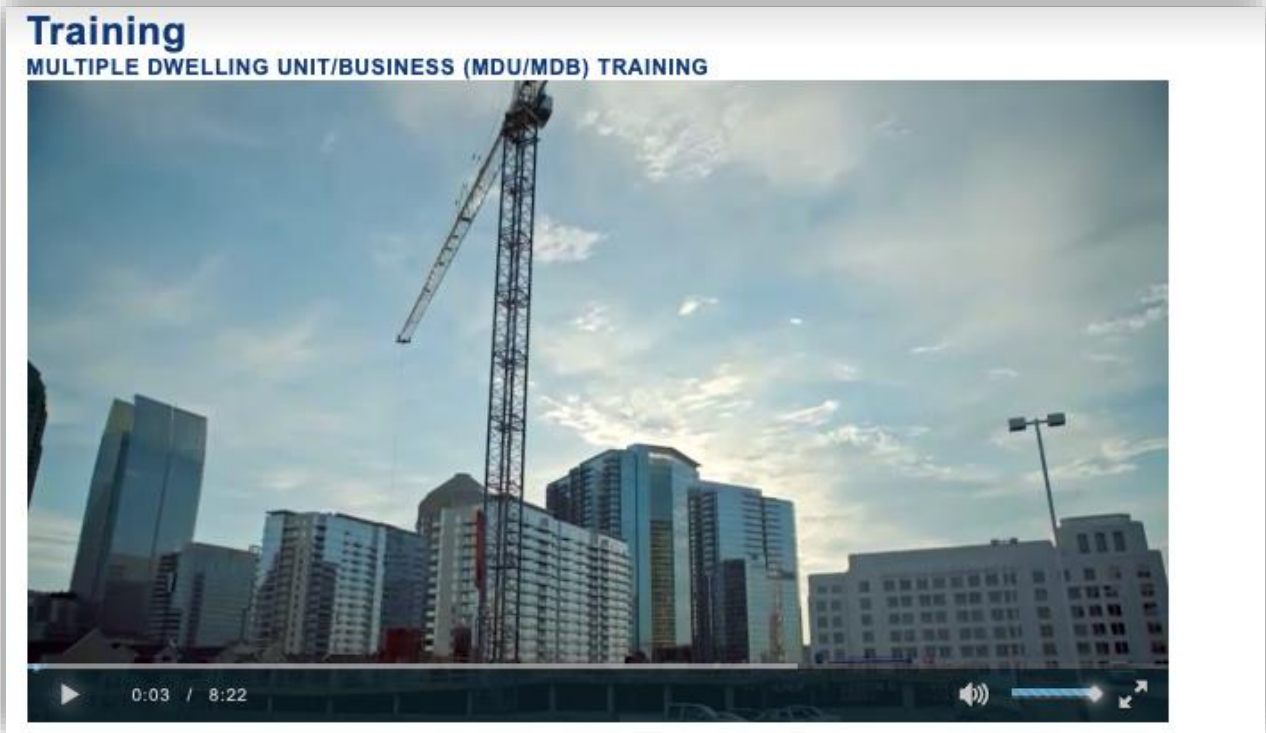 Training
MULTIPLE DWELLING UNIT/BUSINESS (MDU/MDB) TRAINING
0:03 / 8:22